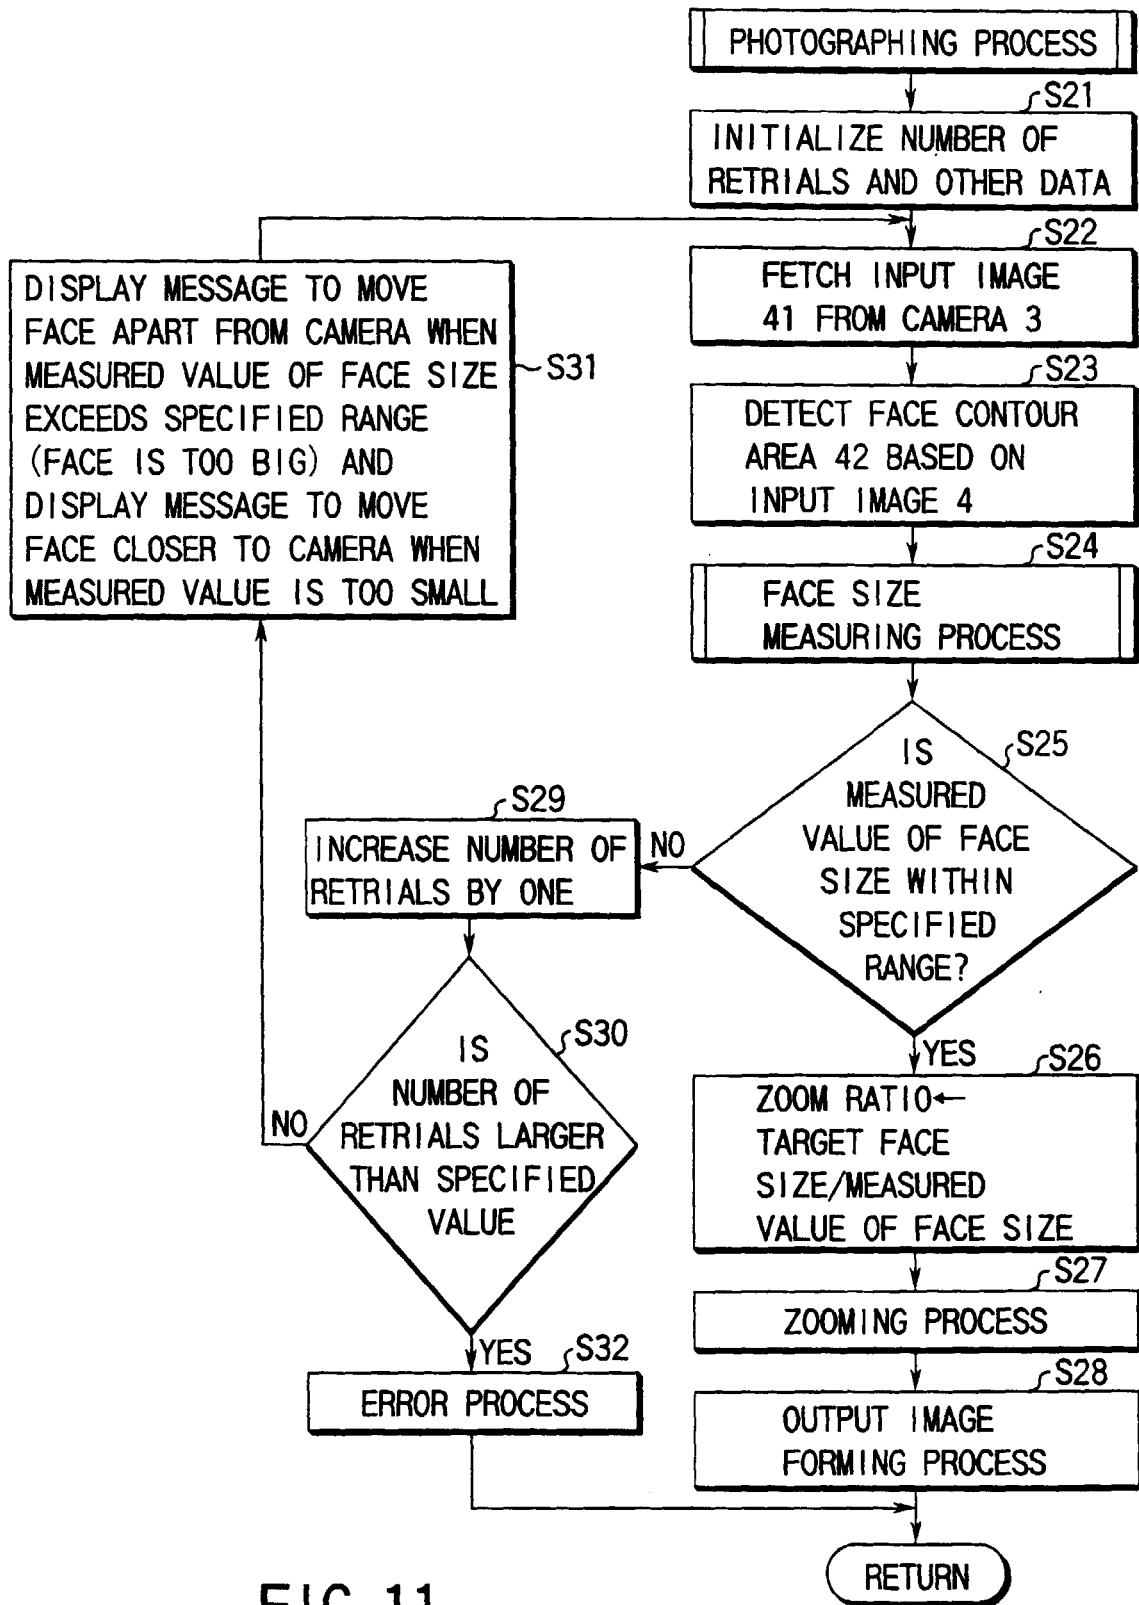 PHOTOGRAPHING PROCESS
S21
INITIALIZE NUMBER OF
RETRIALS AND OTHER DATA
S22
FETCH INPUT IMAGE
41 FROM CAMERA 3
S23
DETECT FACE CONTOUR
AREA 42 BASED ON
INPUT IMAGE 4
S24
FACE SIZE
MEASURING PROCESS
S25
IS
MEASURED
VALUE OF FACE
SIZE WITHIN
SPECIFIED
RANGE?
NO
YES
S26
ZOOM RATIO←
TARGET FACE
SIZE/MEASURED
VALUE OF FACE SIZE
S27
ZOOMING PROCESS
S28
OUTPUT IMAGE
FORMING PROCESS
S29
INCREASE NUMBER OF
RETRIALS BY ONE
S30
IS
NUMBER OF
RETRIALS LARGER
THAN SPECIFIED
VALUE
NO
YES
S31
DISPLAY MESSAGE TO MOVE
FACE APART FROM CAMERA WHEN
MEASURED VALUE OF FACE SIZE
EXCEEDS SPECIFIED RANGE
(FACE IS TOO BIG) AND
DISPLAY MESSAGE TO MOVE
FACE CLOSER TO CAMERA WHEN
MEASURED VALUE IS TOO SMALL
S32
ERROR PROCESS
RETURN
FIG. 11